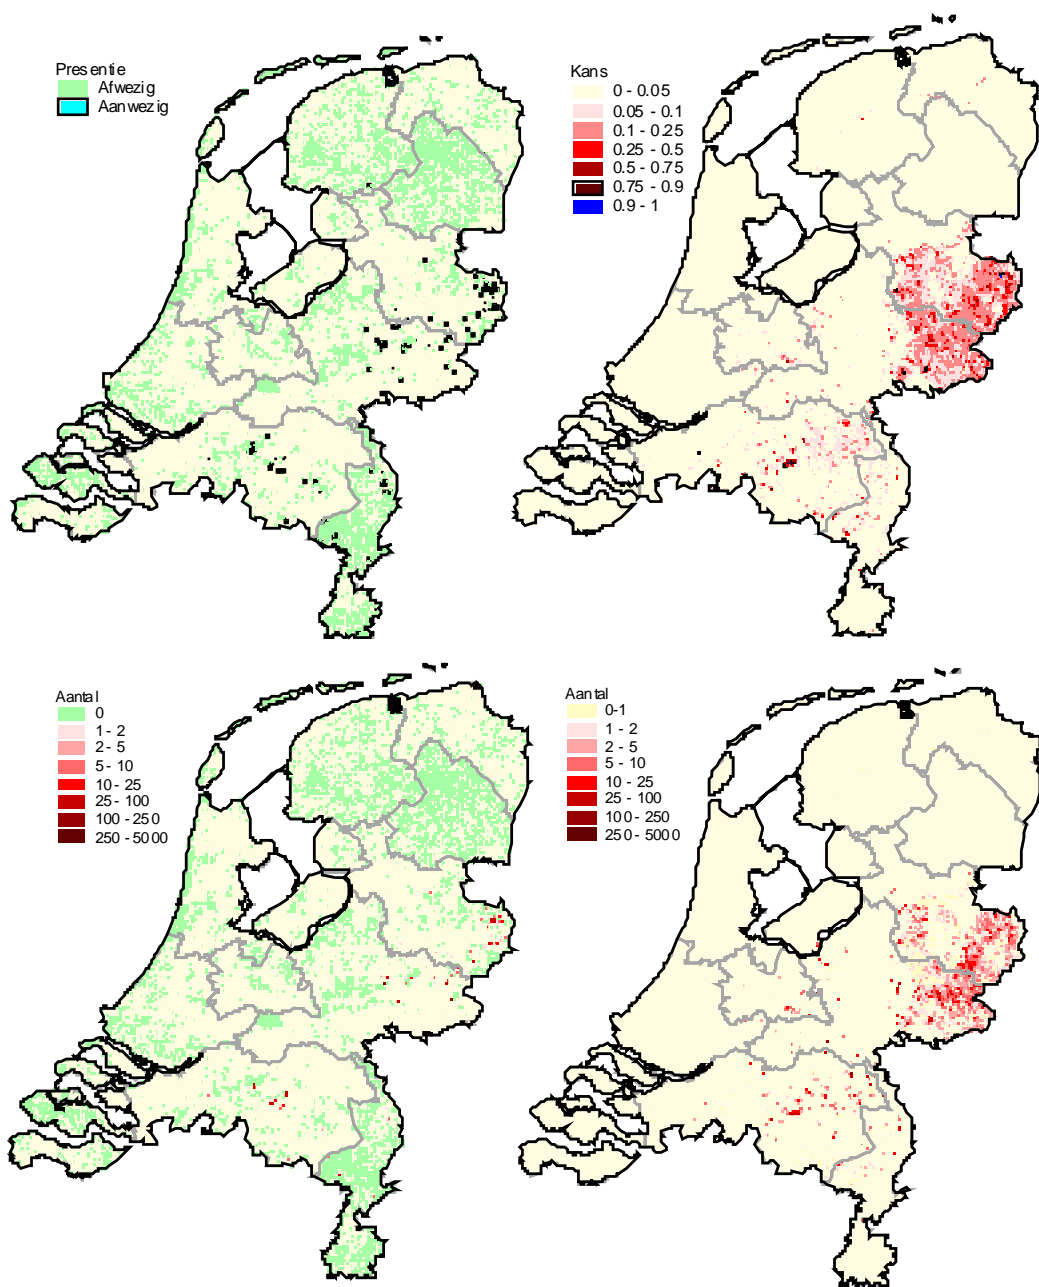 Presentie
Afwezig
Aanwezig
Kans
0 - 0.05
0.05 - 0.1
0.1 - 0.25
0.25 - 0.5
0.5 - 0.75
0.75 - 0.9
0.9 - 1
Aantal
0
1 - 2
2 - 5
5 - 10
10 - 25
25 - 100
100 - 250
250 - 5000
Aantal
0-1
1 - 2
2 - 5
5 - 10
10 - 25
25 - 100
100 - 250
250 - 5000